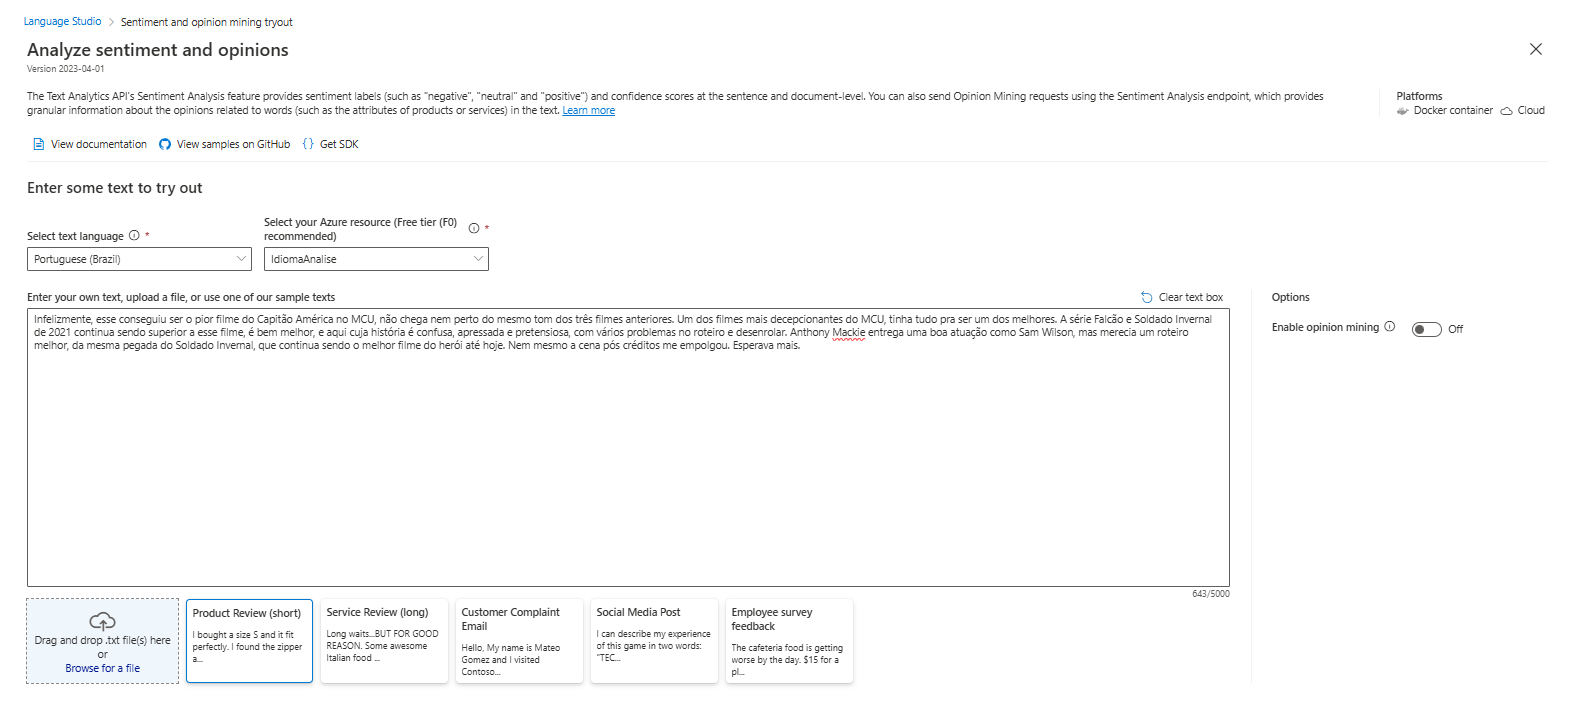 Language Studio > Sentiment and opinion mining tryout
Analyze sentiment and opinions
Version 2023-04-01
The Text Analytics API's Sentiment Analysis feature provides sentiment labels (such as "negative", "neutral" and "positive") and confidence scores at the sentence and document-level. You can also send Opinion Mining requests using the Sentiment Analysis endpoint, which provides
granular information about the opinions related to words (such as the attributes of products or services) in the text. Learn more
Platforms
Docker container Cloud
View documentation View samples on GitHub {} Get SDK
Enter some text to try out
Select text language *
Portuguese (Brazil)
Select your Azure resource (Free tier (F0)
recommended) *
IdiomaAnalise
Enter your own text, upload a file, or use one of our sample texts
Clear text box
Infelizmente, esse conseguiu ser o pior filme do Capitão América no MCU, não chega nem perto do mesmo tom dos três filmes anteriores. Um dos filmes mais decepcionantes do MCU, tinha tudo pra ser um dos melhores. A série Falcão e Soldado Invernal
de 2021 continua sendo superior a esse filme, é bem melhor, e aqui cuja história é confusa, apressada e pretensiosa, com vários problemas no roteiro e desenrolar. Anthony Mackie entrega uma boa atuação como Sam Wilson, mas merecia um roteiro
melhor, da mesma pegada do Soldado Invernal, que continua sendo o melhor filme do herói até hoje. Nem mesmo a cena pós créditos me empolgou. Esperava mais.
643/5000
Options
Enable opinion mining Off
Drag and drop .txt file(s) here
or
Browse for a file
Product Review (short)
I bought a size S and it fit
perfectly. I found the zipper
a...
Service Review (long)
Long waits...BUT FOR GOOD
REASON. Some awesome
Italian food ...
Customer Complaint
Email
Hello, My name is Mateo
Gomez and I visited
Contoso...
Social Media Post
I can describe my experience
of this game in two words:
"TEC...
Employee survey
feedback
The cafeteria food is getting
worse by the day. $15 for a
pl...